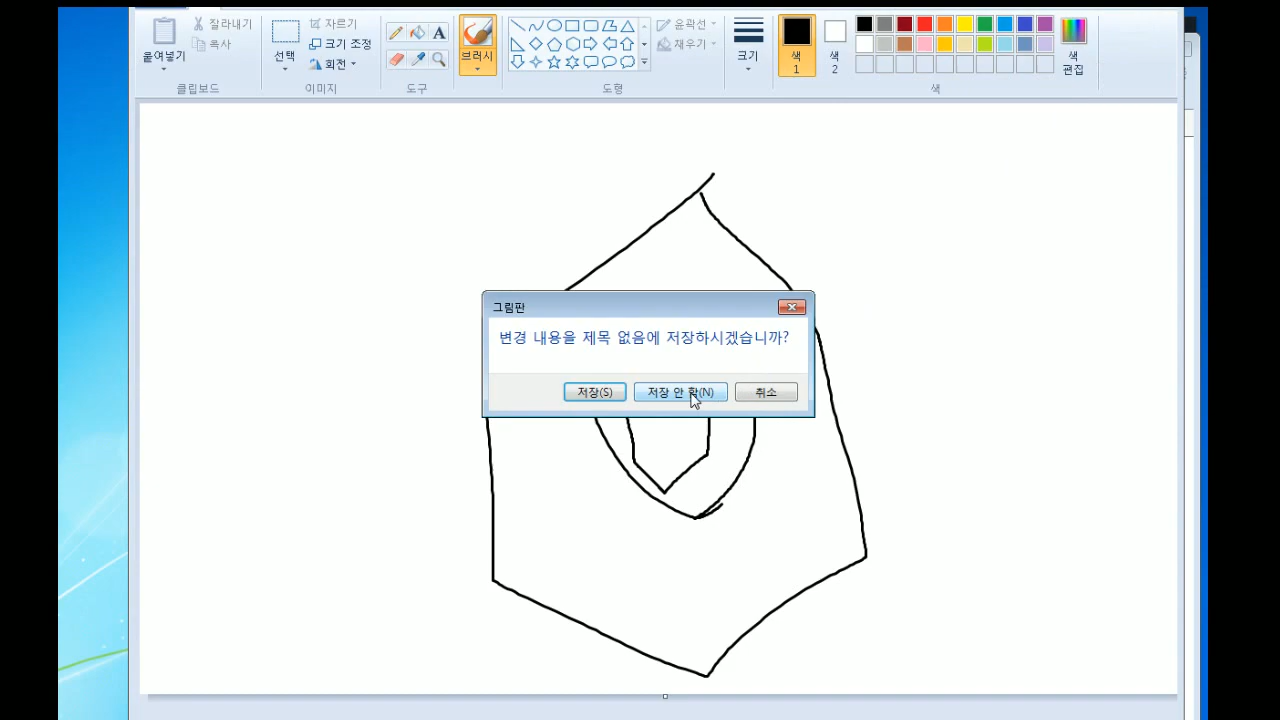 잘라내기
복사
붙여넣기
클립보드
선택
자르기
크기 조정
회전
이미지
A
도구
브러시
윤곽선
채우기
도형
크기
색
1
색
2
색
편집
색
그림판
변경 내용을 제목 없음에 저장하시겠습니까?
저장(S)
저장 안 함(N)
취소